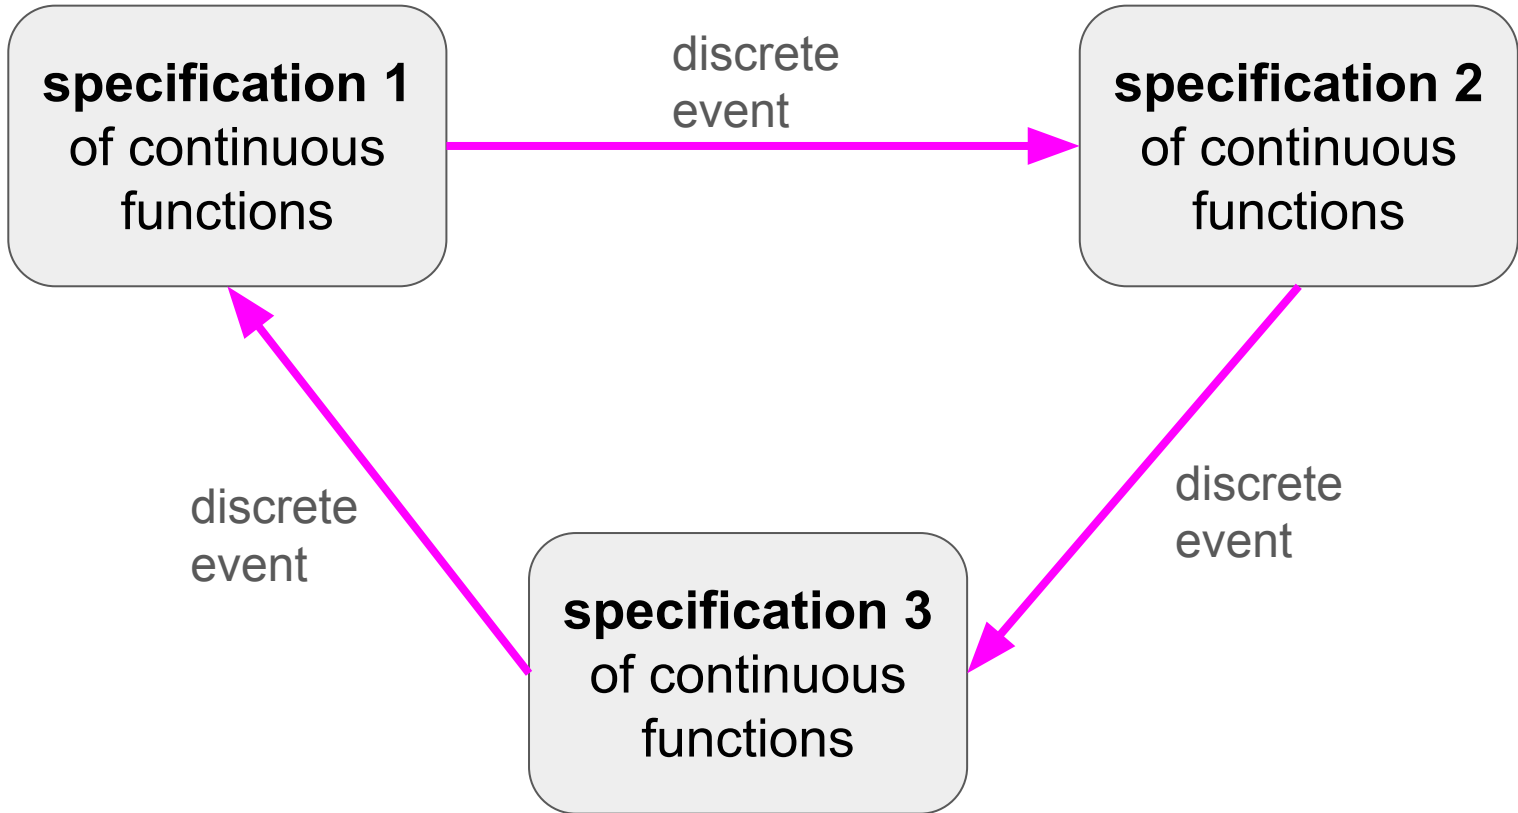 specification 1
of continuous
functions
discrete
event
specification 2
of continuous
functions
discrete
event
specification 3
of continuous
functions
discrete
event